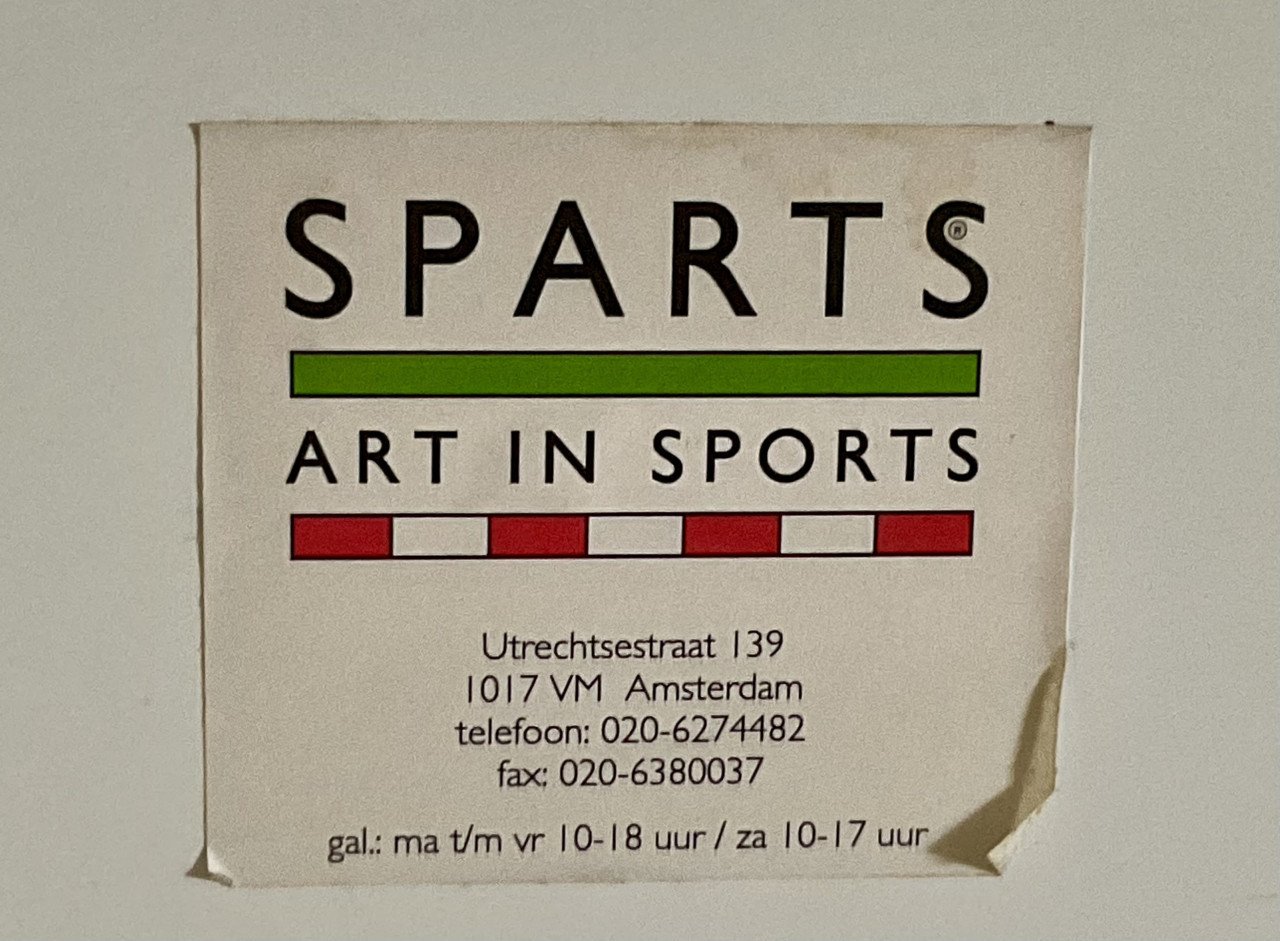 SPARTS®
ART IN SPORTS
Utrechtsestraat 139
1017 VM Amsterdam
telefoon: 020-6274482
fax: 020-6380037
gal.: ma t/m vr 10-18 uur / za 10-17 uur